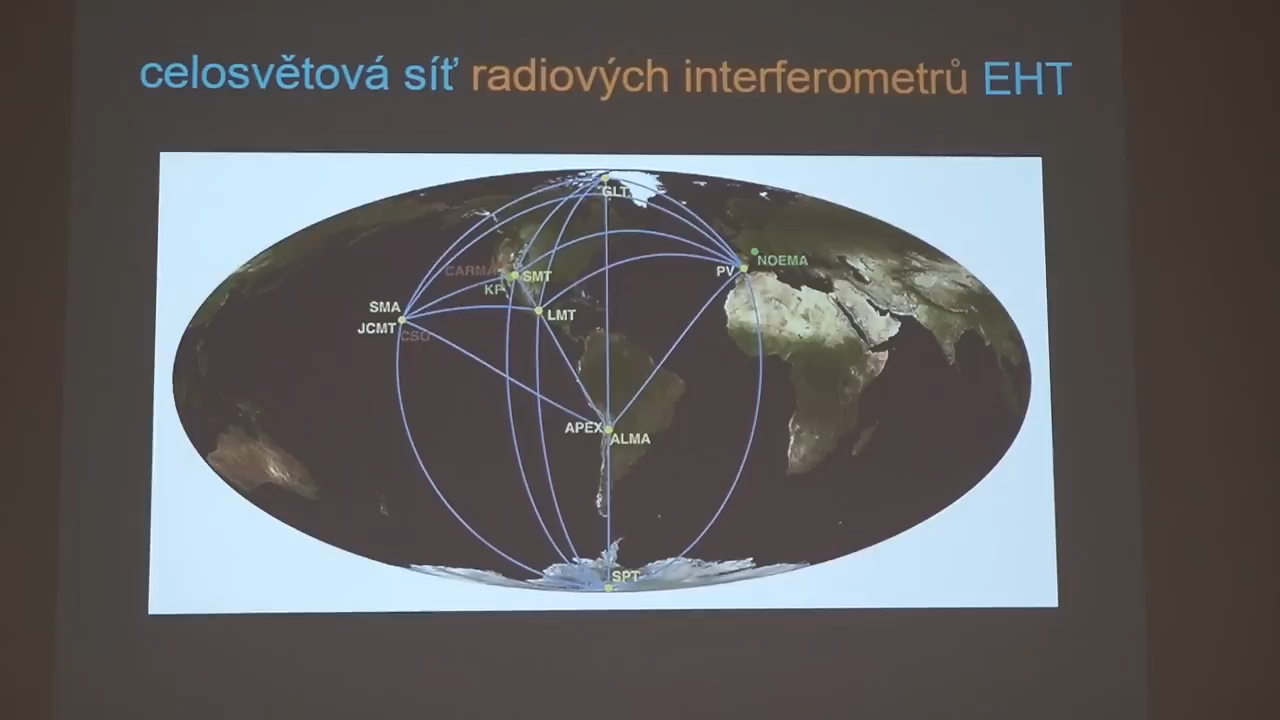 celosvětová síť radiových interferometrů EHT
GLT
CARMA
SMT
KP
PV
NOEMA
SMA
JCMT
CSO
LMT
APEX
ALMA
SPT